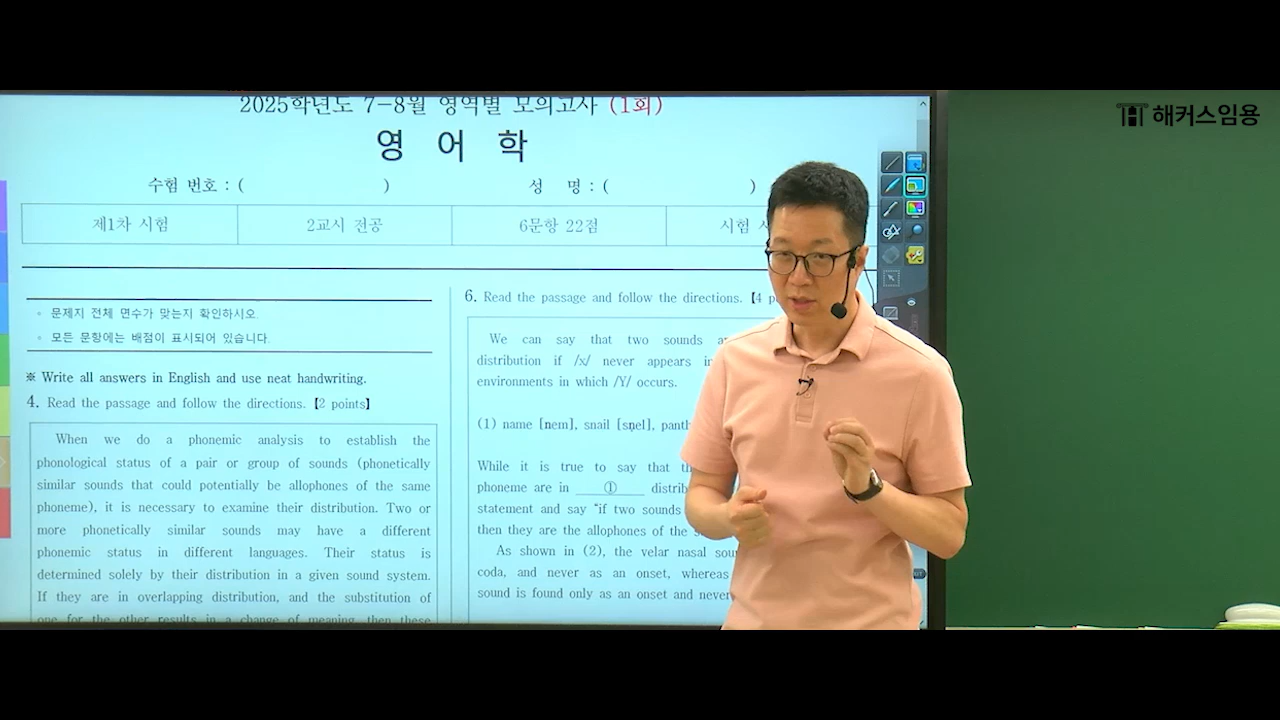 2025학년도 7-8월 영역별 모의고사 (1회)
해커스임용
영 어 학
수험 번호 : ( )
성 명 : ( )
제1차 시험
2교시 전공
6문항 22점
시험
◦ 문제지 전체 면수가 맞는지 확인하시오.
◦ 모든 문항에는 배점이 표시되어 있습니다.
※ Write all answers in English and use neat handwriting.
4. Read the passage and follow the directions. 【2 points】
When we do a phonemic analysis to establish the
phonological status of a pair or group of sounds (phonetically
similar sounds that could potentially be allophones of the same
phoneme), it is necessary to examine their distribution. Two or
more phonetically similar sounds may have a different
phonemic status in different languages. Their status is
determined solely by their distribution in a given sound system.
If they are in overlapping distribution, and the substitution of
one for the other results in a change of meaning, then these
6. Read the passage and follow the directions. 【4
We can say that two sounds
distribution if /x/ never appears in
environments in which /Y/ occurs.
(1) name [nem], snail [sn̥el],
While it is true to say that
phoneme are in ① 
statement and say "if two sounds
then they are the allophones of the
As shown in (2), the velar nasal
coda, and never as an onset, whereas
sound is found only as an onset and never